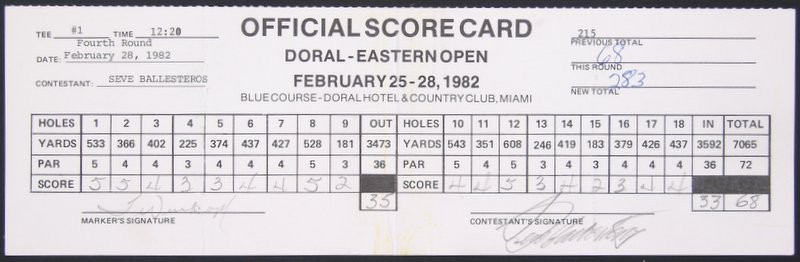 OFFICIAL SCORE CARD
TEE #1 TIME 12:20
Fourth Round
DATE: February 28, 1982
CONTESTANT: SEVE BALLESTEROS
DORAL-EASTERN OPEN
FEBRUARY 25-28, 1982
BLUE COURSE-DORAL HOTEL & COUNTRY CLUB, MIAMI
215
PREVIOUS TOTAL
68
THIS ROUND
283
NEW TOTAL
HOLES 1 2 3 4 5 6 7 8 9 OUT HOLES 10 11 12 13 14 15 16 17 18 IN TOTAL
YARDS 533 366 402 225 374 437 427 528 181 3473 YARDS 543 351 608 246 419 183 379 426 437 3592 7065
PAR 5 4 4 3 4 4 4 5 3 36 PAR 5 4 5 3 4 3 4 4 4 36 72
SCORE 5 5 4 3 3 4 4 5 2 SCORE 4 4 5 3 4 2 3 4 4
35 33 68
MARKER'S SIGNATURE CONTESTANT'S SIGNATURE